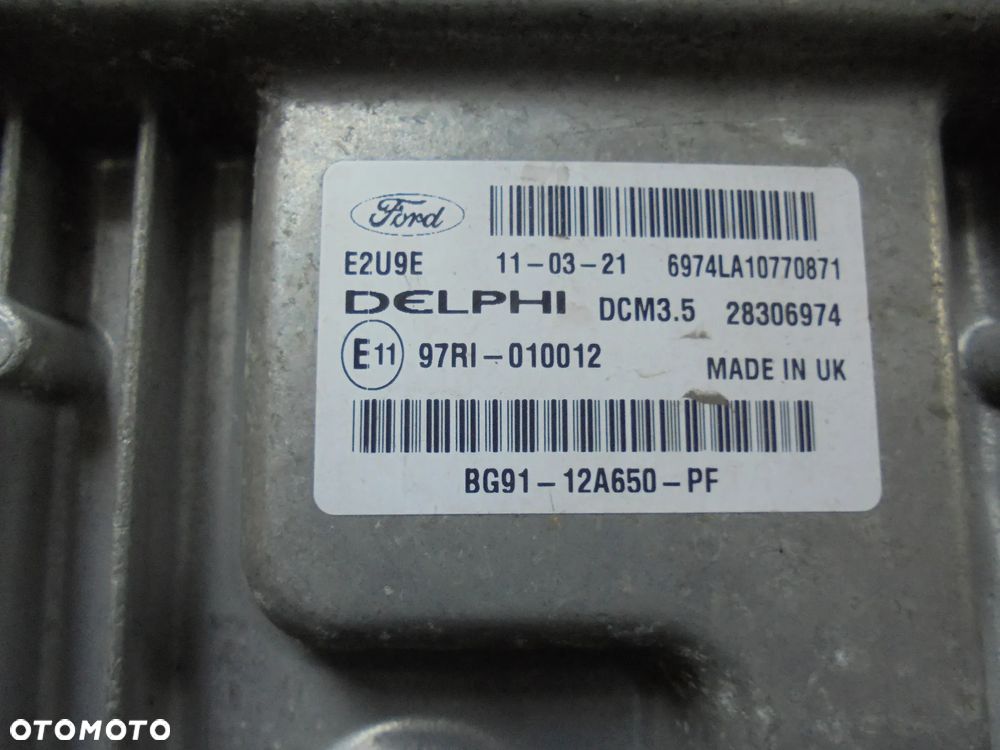 Ford
E2U9E 11-03-21 6974LA10770871
DELPHI DCM3.5 28306974
E11 97RI-010012 MADE IN UK
BG91-12A650-PF
OTOMOTO